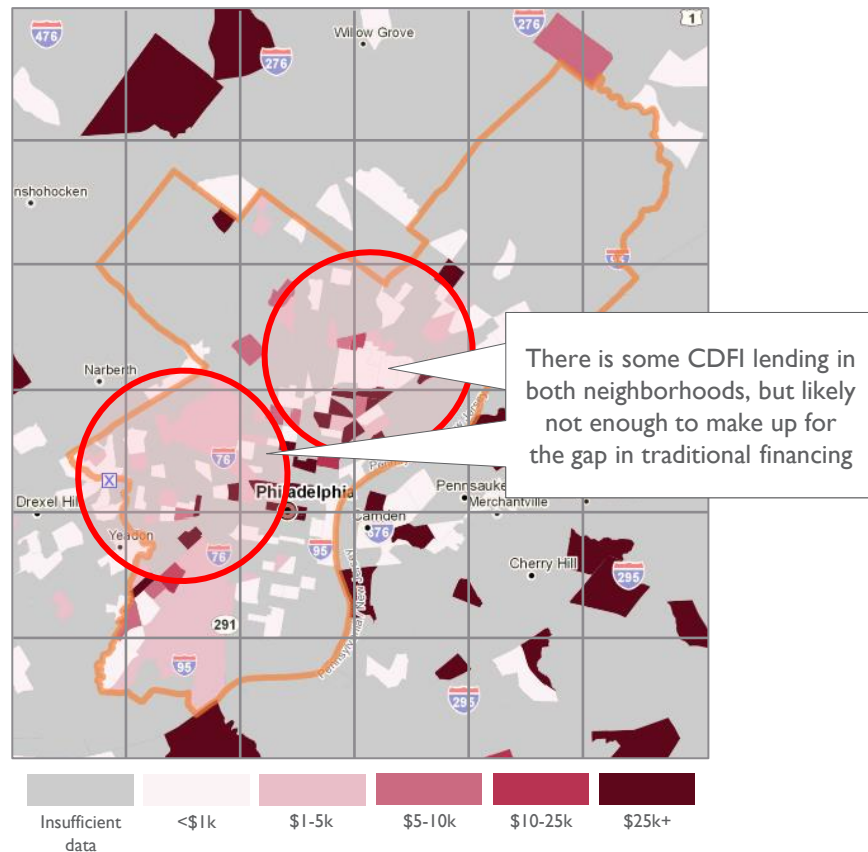 476
276
Willow Grove
276
1
nshohocken
There is some CDFI lending in
both neighborhoods, but likely
not enough to make up for
the gap in traditional financing
Narberth
76
X
Philadelphia
Drexel Hill
Pennsauke
Merchantville
Camden
676
Yeadon
76
95
Cherry Hill
295
291
95
295
Insufficient
data
<$1k
$1-5k
$5-10k
$10-25k
$25k+